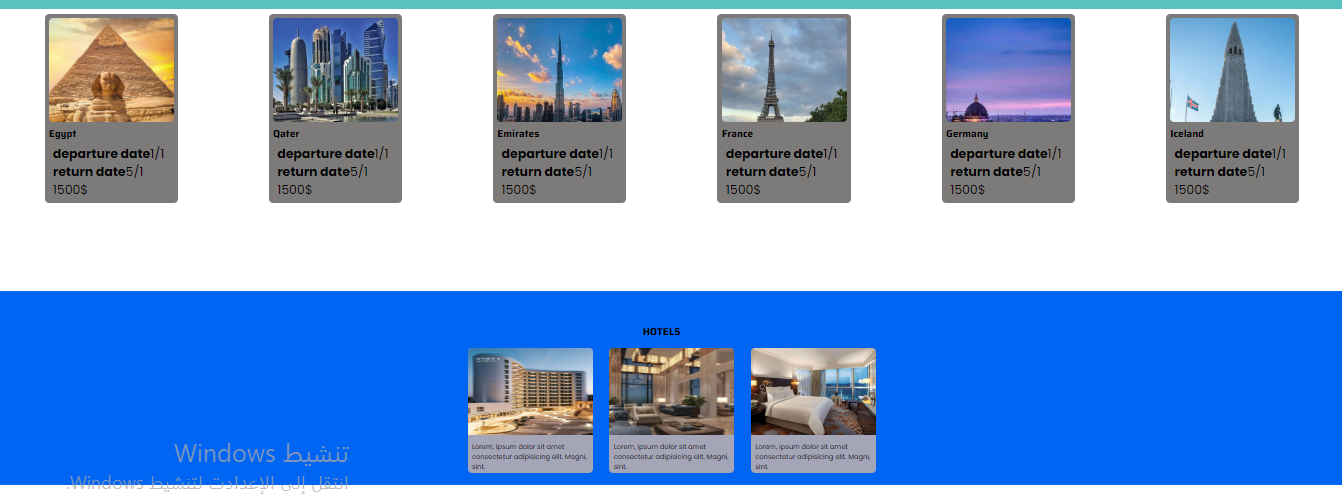 Egypt
departure date1/1
return date5/1
1500$
Qater
departure date1/1
return date5/1
1500$
Emirates
departure date1/1
return date5/1
1500$
France
departure date1/1
return date5/1
1500$
Germany
departure date1/1
return date5/1
1500$
Iceland
departure date1/1
return date5/1
1500$
HOTELS
Lorem, ipsum dolor sit amet
consectetur adipisicing elit. Magni,
sint.
Lorem, ipsum dolor sit amet
consectetur adipisicing elit. Magni,
sint.
Lorem, ipsum dolor sit amet
consectetur adipisicing elit. Magni,
sint.
تنشيط Windows
انتقل إلى الإعدادت لتنشيط Windows.